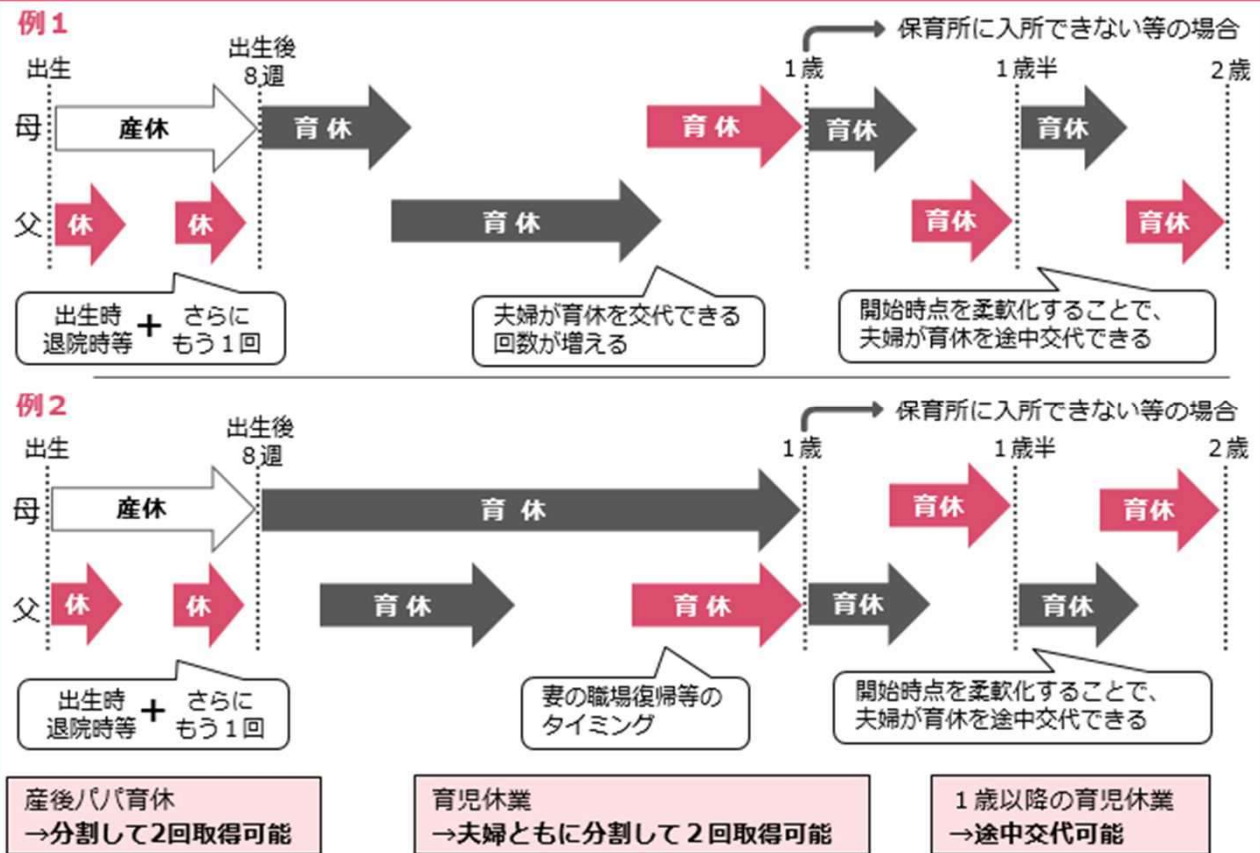 例1
保育所に入所できない等の場合
出生
出生後
8週
1歳
1歳半
2歳
母
産休
育休
育休
育休
育休
父
休
休
育休
育休
育休
出生時
退院時等
+
さらに
もう1回
夫婦が育休を交代できる
回数が増える
開始時点を柔軟化することで、
夫婦が育休を途中交代できる
例2
保育所に入所できない等の場合
出生
出生後
8週
1歳
1歳半
2歳
母
産休
育休
育休
育休
父
休
休
育休
育休
育休
育休
出生時
退院時等
+
さらに
もう1回
妻の職場復帰等の
タイミング
開始時点を柔軟化することで、
夫婦が育休を途中交代できる
産後パパ育休
→分割して2回取得可能
育児休業
→夫婦ともに分割して2回取得可能
1歳以降の育児休業
→途中交代可能